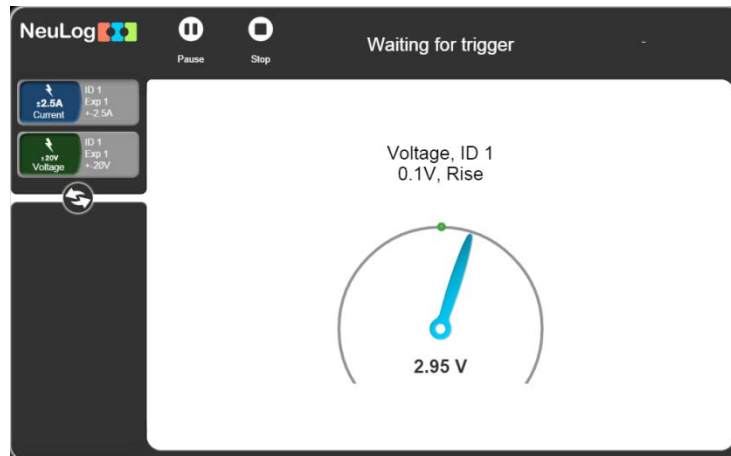 NeuLog
Pause
Stop
Waiting for trigger
-
±2.5A
Current
ID 1
Exp 1
+-2.5A
±20V
Voltage
ID 1
Exp 1
+-20V
Voltage, ID 1
0.1V, Rise
2.95 V